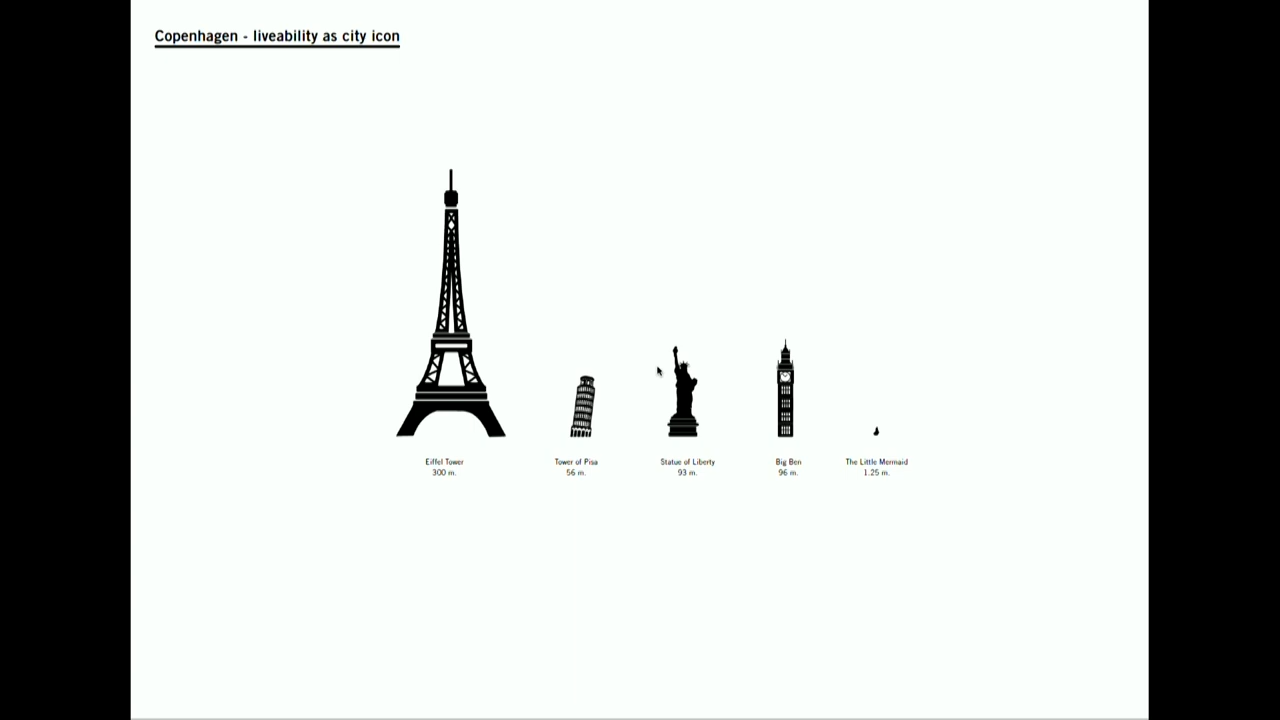 Copenhagen - liveability as city icon
Eiffel Tower
300 m.
Tower of Pisa
56 m.
Statue of Liberty
93 m.
Big Ben
96 m.
The Little Mermaid
1.25 m.